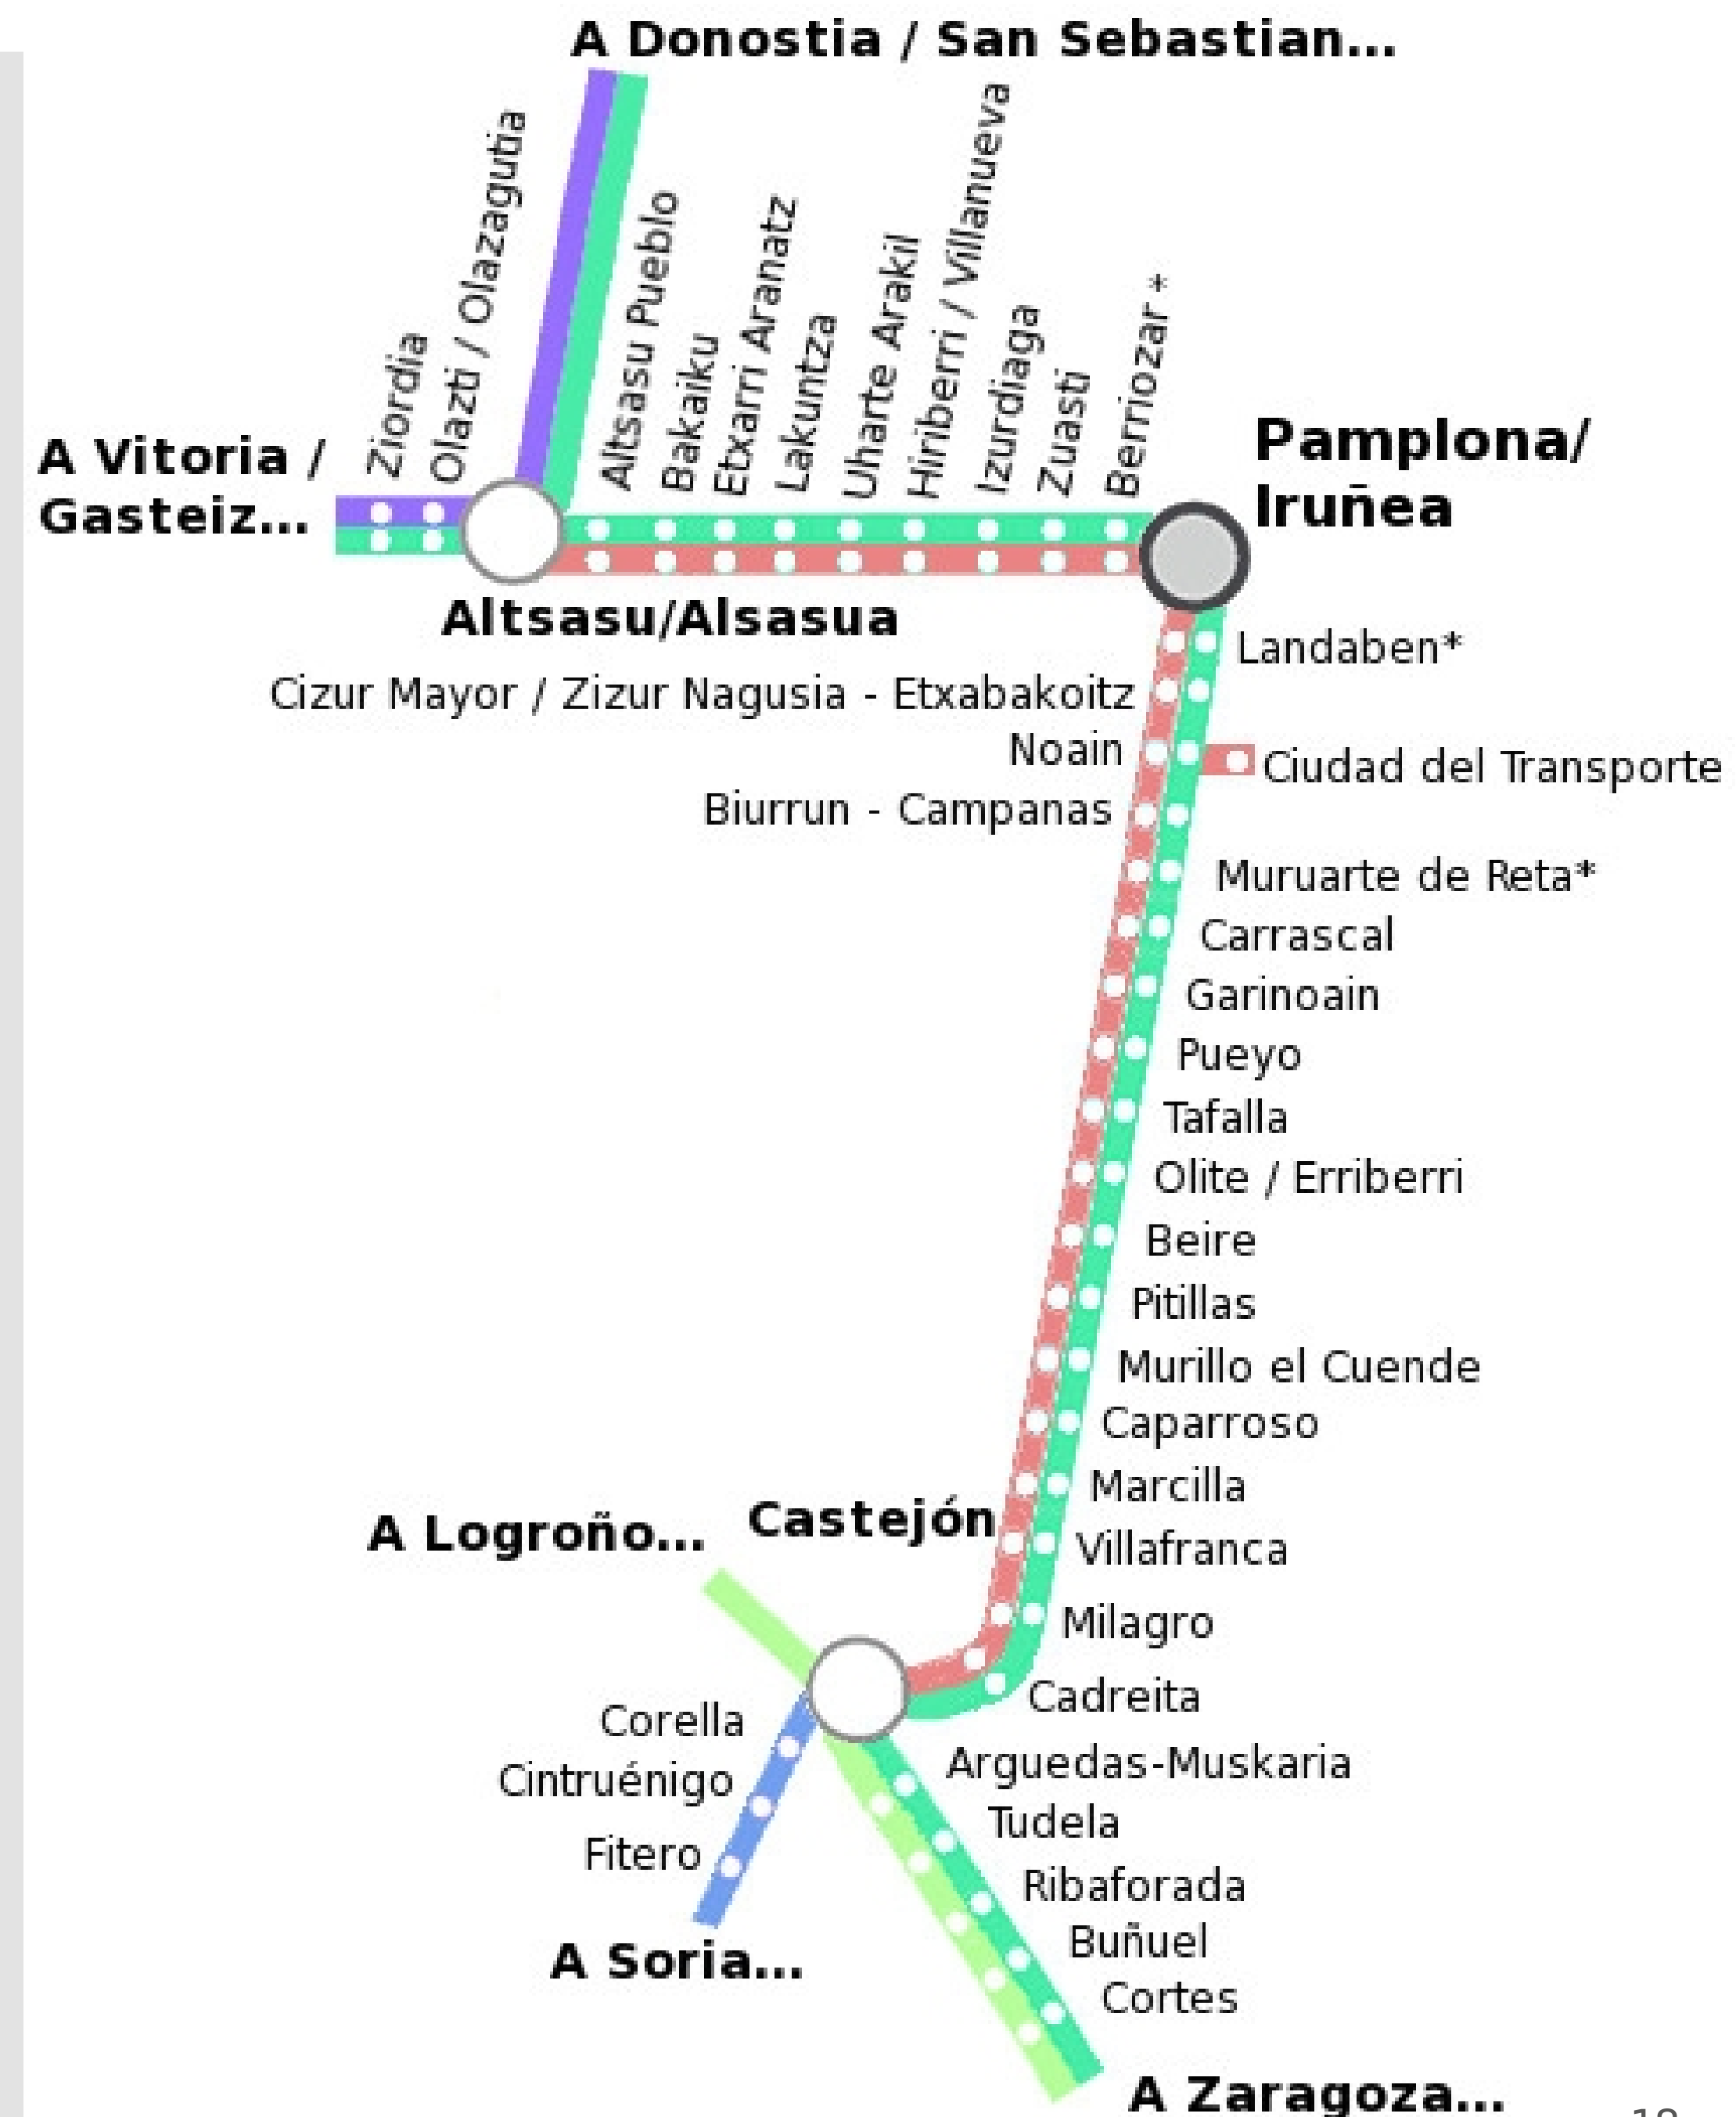 A Donostia / San Sebastian...
Ziordia
Olazti / Olazagutia
Altsasu Pueblo
Bakaiku
Etxarri Aranatz
Lakuntza
Uharte Arakil
Hiriberri / Villanueva
Izurdiaga
Zuasti
Berriozar *
A Vitoria /
Gasteiz...
Pamplona/
Iruñea
Altsasu/Alsasua
Landaben*
Cizur Mayor / Zizur Nagusia - Etxabakoitz
Noain
Ciudad del Transporte
Biurrun - Campanas
Muruarte de Reta*
Carrascal
Garinoain
Pueyo
Tafalla
Olite / Erriberri
Beire
Pitillas
Murillo el Cuende
Caparroso
Marcilla
Castejón
A Logroño...
Villafranca
Milagro
Cadreita
Corella
Arguedas-Muskaria
Cintruénigo
Tudela
Fitero
Ribaforada
Buñuel
A Soria...
Cortes
A Zaragoza...